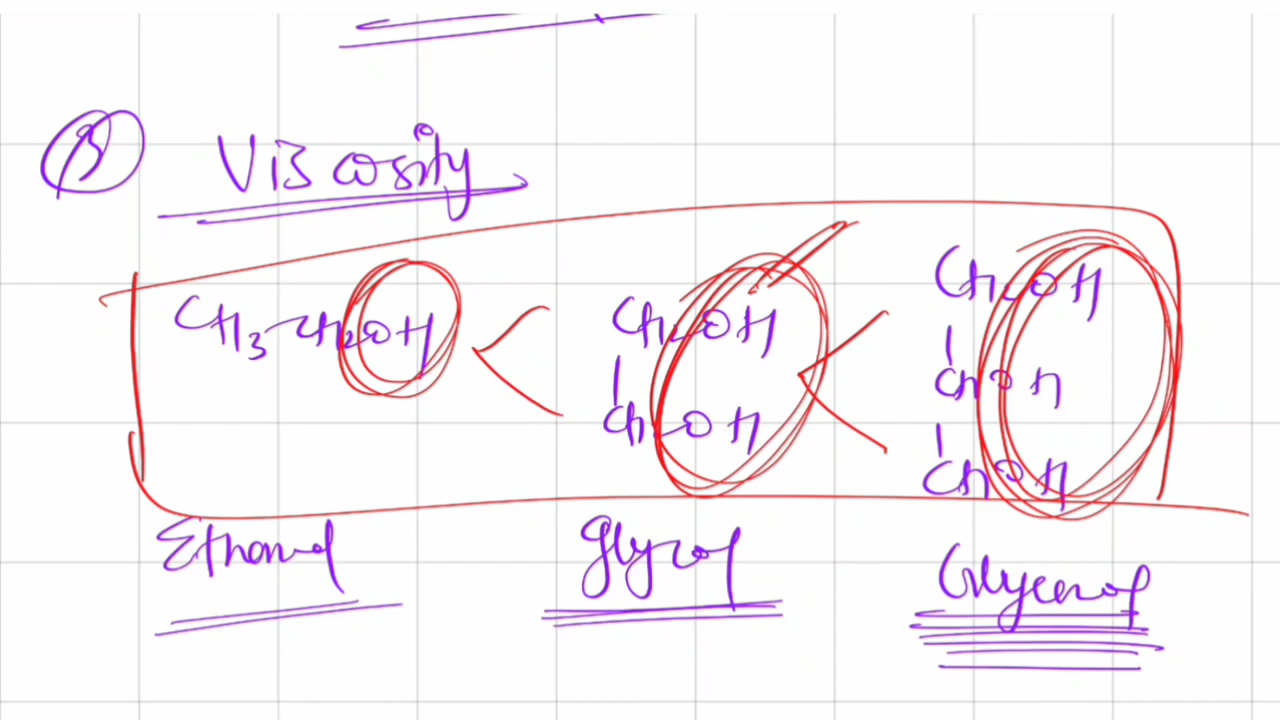 ③ Viscosity
CH3-CH2OH < CH2OH < CH2OH
| |
CH2OH CHOH
|
CH2OH
Ethanol Glycol Glycerol